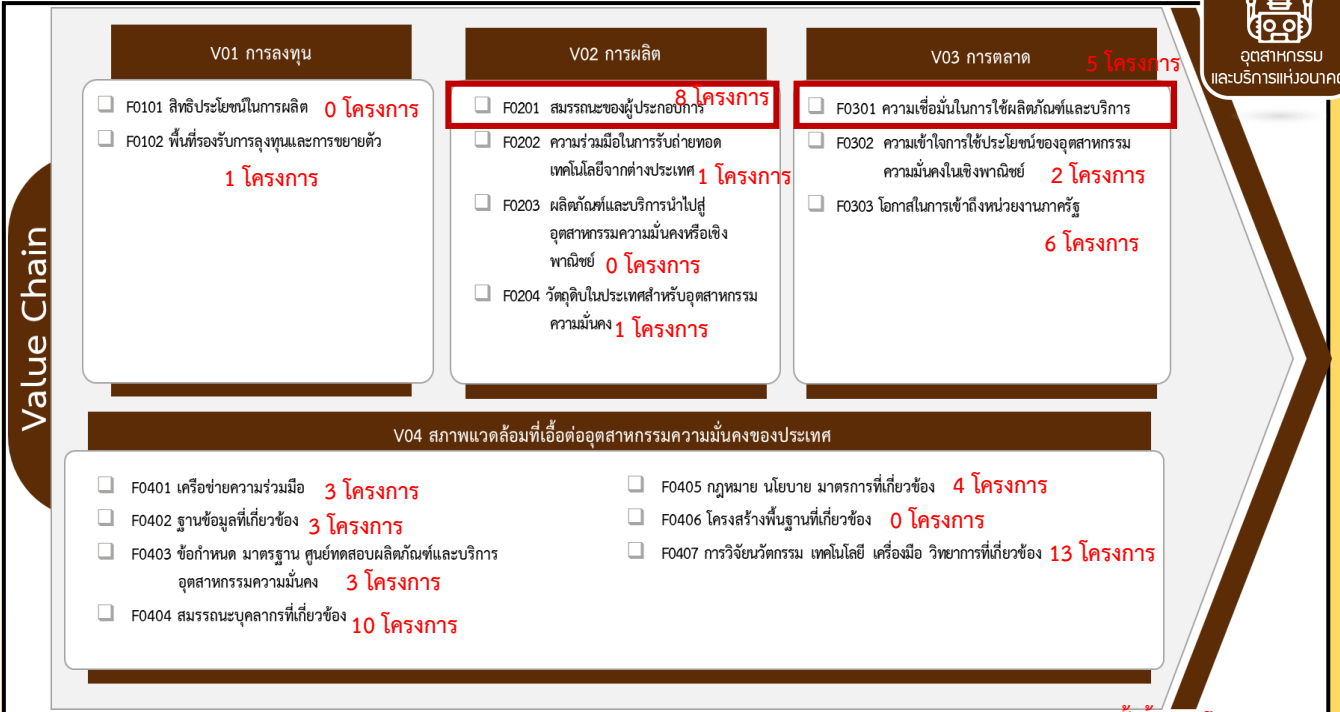 อุตสาหกรรม
และบริการแห่งอนาคต
Value Chain
V01 การลงทุน
F0101 สิทธิประโยชน์ในการผลิต 0 โครงการ
F0102 พื้นที่รองรับการลงทุนและการขยายตัว
1 โครงการ
V02 การผลิต
F0201 สมรรถนะของผู้ประกอบการ 8 โครงการ
F0202 ความร่วมมือในการรับถ่ายทอด
เทคโนโลยีจากต่างประเทศ 1 โครงการ
F0203 ผลิตภัณฑ์และบริการนำไปสู่
อุตสาหกรรมความมั่นคงหรือเชิง
พาณิชย์ 0 โครงการ
F0204 วัตถุดิบในประเทศสำหรับอุตสาหกรรม
ความมั่นคง 1 โครงการ
V03 การตลาด
5 โครงการ
F0301 ความเชื่อมั่นในการใช้ผลิตภัณฑ์และบริการ
F0302 ความเข้าใจการใช้ประโยชน์ของอุตสาหกรรม
ความมั่นคงในเชิงพาณิชย์ 2 โครงการ
F0303 โอกาสในการเข้าถึงหน่วยงานภาครัฐ
6 โครงการ
V04 สภาพแวดล้อมที่เอื้อต่ออุตสาหกรรมความมั่นคงของประเทศ
F0401 เครือข่ายความร่วมมือ 3 โครงการ
F0402 ฐานข้อมูลที่เกี่ยวข้อง 3 โครงการ
F0403 ข้อกำหนด มาตรฐาน ศูนย์ทดสอบผลิตภัณฑ์และบริการ
อุตสาหกรรมความมั่นคง 3 โครงการ
F0404 สมรรถนะบุคลากรที่เกี่ยวข้อง 10 โครงการ
F0405 กฎหมาย นโยบาย มาตรการที่เกี่ยวข้อง 4 โครงการ
F0406 โครงสร้างพื้นฐานที่เกี่ยวข้อง 0 โครงการ
F0407 การวิจัยนวัตกรรม เทคโนโลยี เครื่องมือ วิทยาการที่เกี่ยวข้อง 13 โครงการ